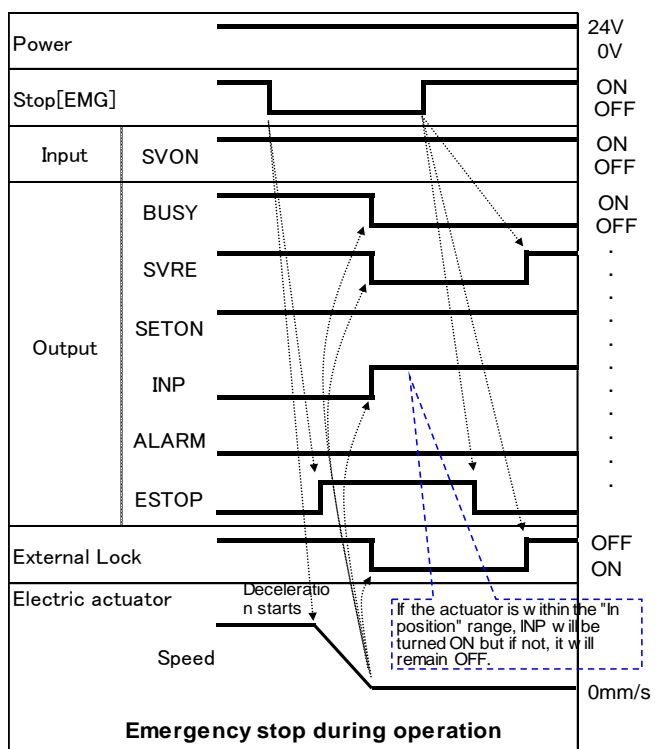 Power
24V
0V
Stop[EMG]
ON
OFF
Input
SVON
ON
OFF
Output
BUSY
ON
OFF
SVRE
SETON
INP
ALARM
ESTOP
External Lock
OFF
ON
Electric actuator
Deceleratio
n starts
Speed
If the actuator is within the "In
position" range, INP will be
turned ON but if not, it will
remain OFF.
0mm/s
Emergency stop during operation